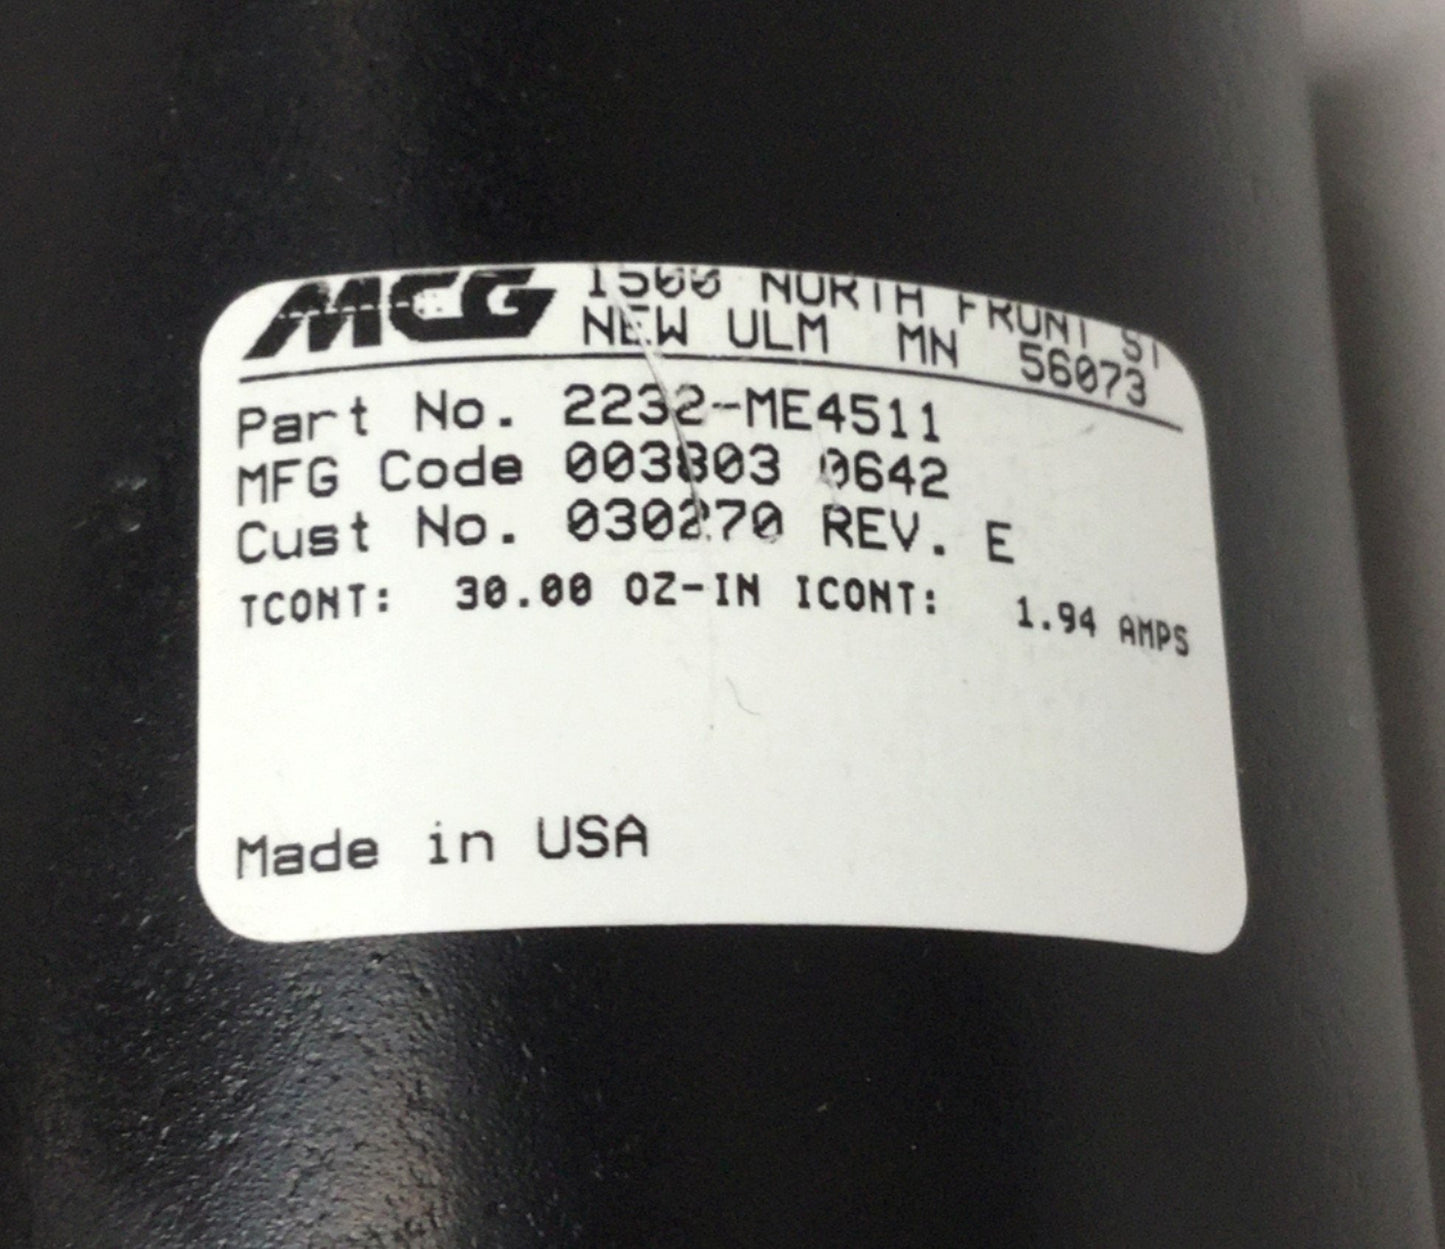 MCG 1500 NORTH FRONT ST
NEW ULM MN 56073
Part No. 2232-ME4511
MFG Code 003803 0642
Cust No. 030270 REV. E
TCONT: 30.00 OZ-IN ICONT: 1.94 AMPS
Made in USA